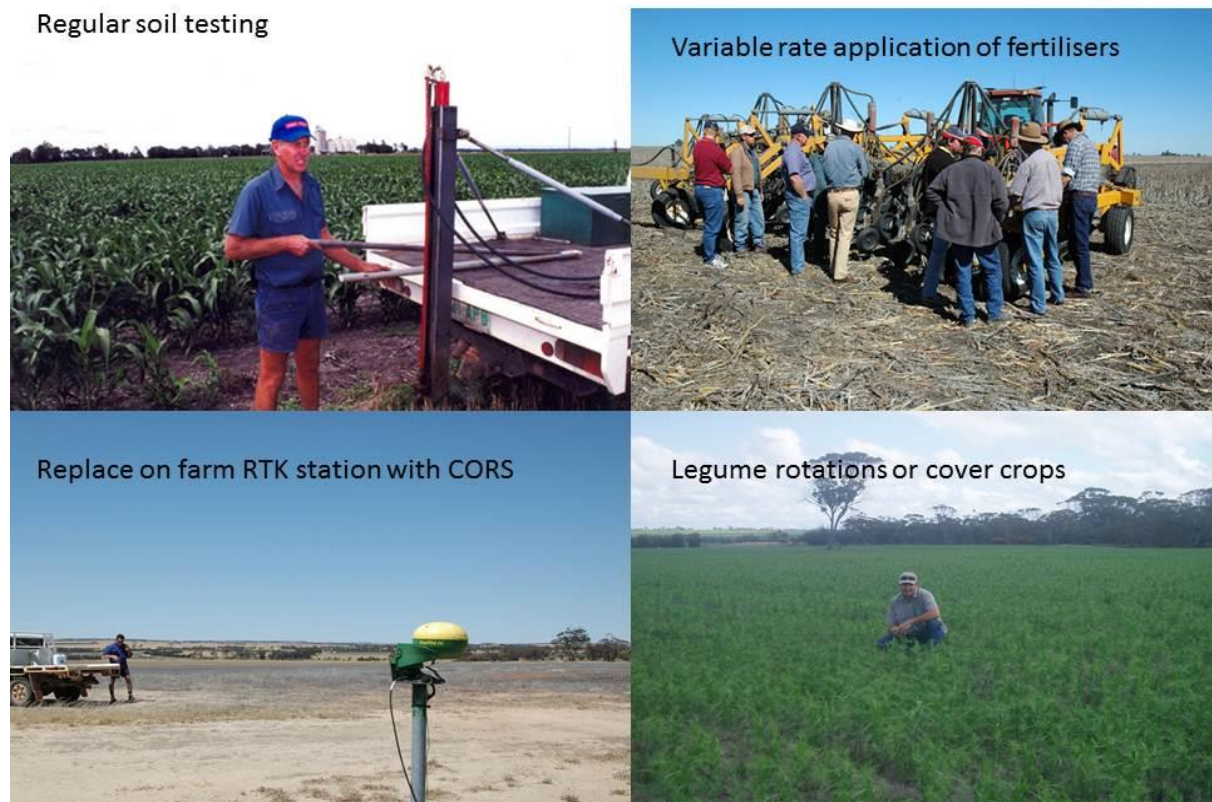 Regular soil testing
Variable rate application of fertilisers
Replace on farm RTK station with CORS
Legume rotations or cover crops